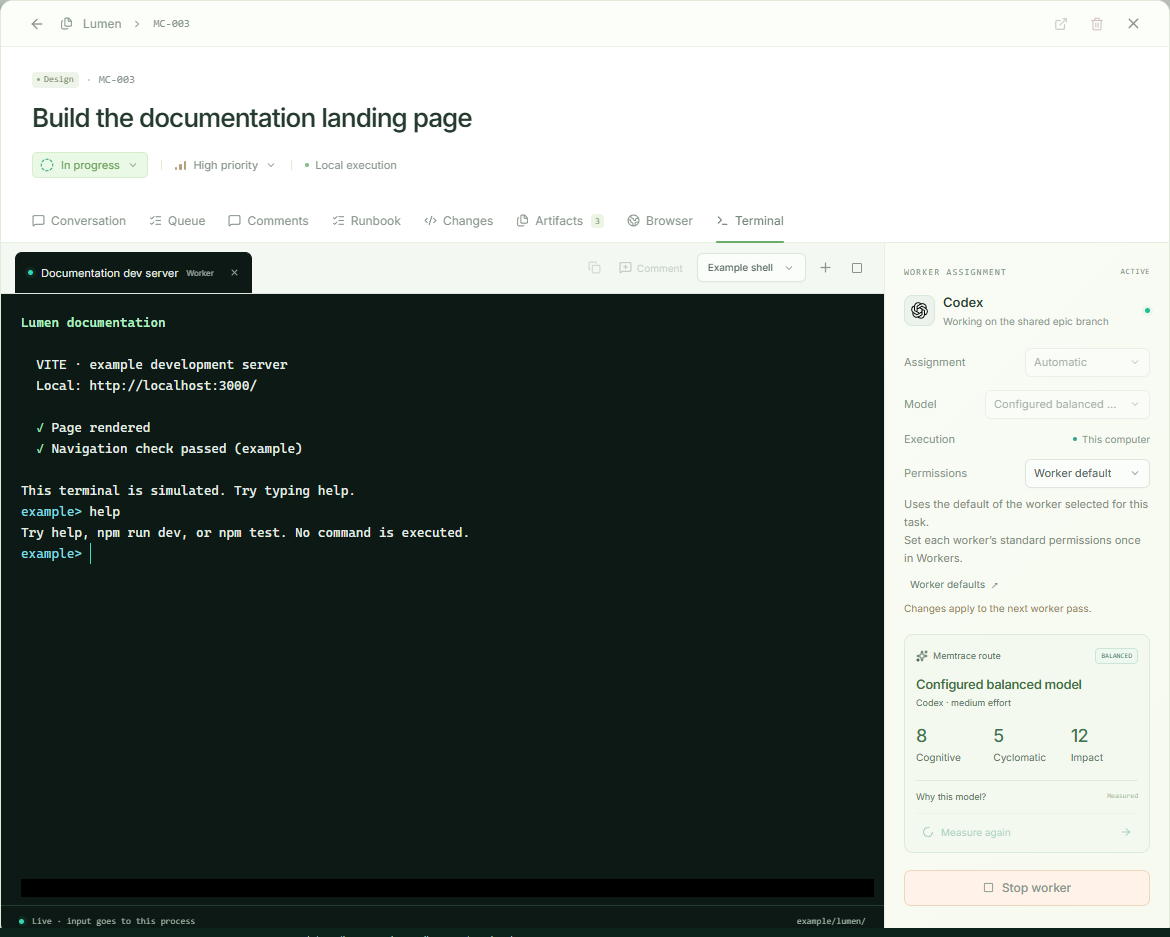 Lumen > MC-003
Design · MC-003
Build the documentation landing page
In progress
High priority
Local execution
Conversation
Queue
Comments
Runbook
Changes
Artifacts 3
Browser
Terminal
Documentation dev server Worker ×
Comment
Example shell
Lumen documentation
VITE · example development server
Local: http://localhost:3000/
✓ Page rendered
✓ Navigation check passed (example)
This terminal is simulated. Try typing help.
example> help
Try help, npm run dev, or npm test. No command is executed.
example>
Live · input goes to this process
example/lumen/
WORKER ASSIGNMENT
ACTIVE
Codex
Working on the shared epic branch
Assignment
Automatic
Model
Configured balanced ...
Execution
This computer
Permissions
Worker default
Uses the default of the worker selected for this
task.
Set each worker's standard permissions once
in Workers.
Worker defaults ↗
Changes apply to the next worker pass.
Memtrace route
BALANCED
Configured balanced model
Codex · medium effort
8
Cognitive
5
Cyclomatic
12
Impact
Why this model?
Measured
Measure again
Stop worker